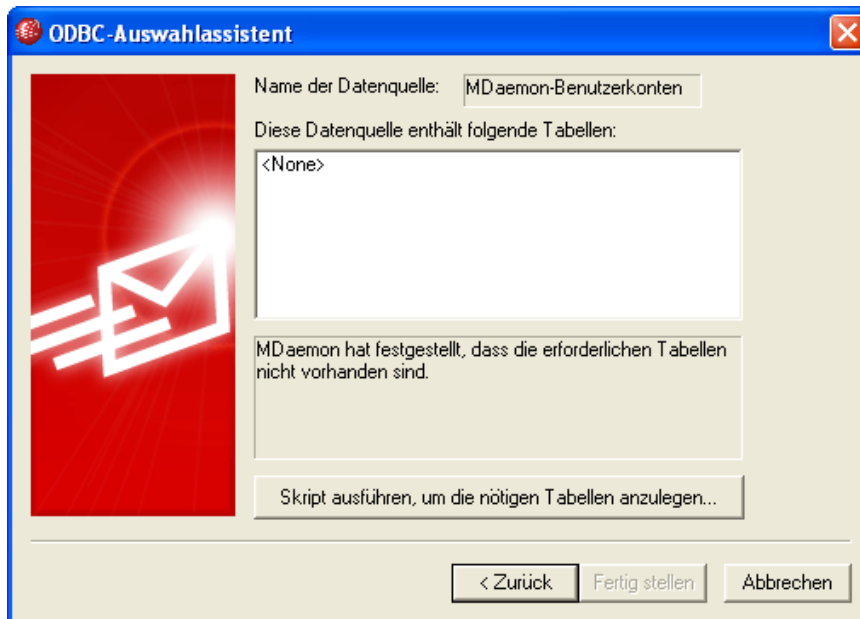 ODBC-Auswahlassistent
Name der Datenquelle: MDaemon-Benutzerkonten
Diese Datenquelle enthält folgende Tabellen:
<None>
MDaemon hat festgestellt, dass die erforderlichen Tabellen
nicht vorhanden sind.
Skript ausführen, um die nötigen Tabellen anzulegen...
< Zurück Fertig stellen Abbrechen